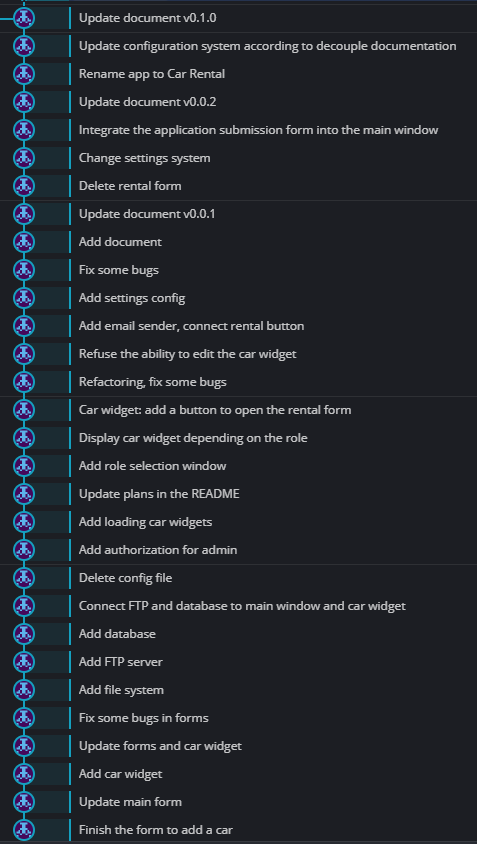 Update document v0.1.0
Update configuration system according to decouple documentation
Rename app to Car Rental
Update document v0.0.2
Integrate the application submission form into the main window
Change settings system
Delete rental form
Update document v0.0.1
Add document
Fix some bugs
Add settings config
Add email sender, connect rental button
Refuse the ability to edit the car widget
Refactoring, fix some bugs
Car widget: add a button to open the rental form
Display car widget depending on the role
Add role selection window
Update plans in the README
Add loading car widgets
Add authorization for admin
Delete config file
Connect FTP and database to main window and car widget
Add database
Add FTP server
Add file system
Fix some bugs in forms
Update forms and car widget
Add car widget
Update main form
Finish the form to add a car